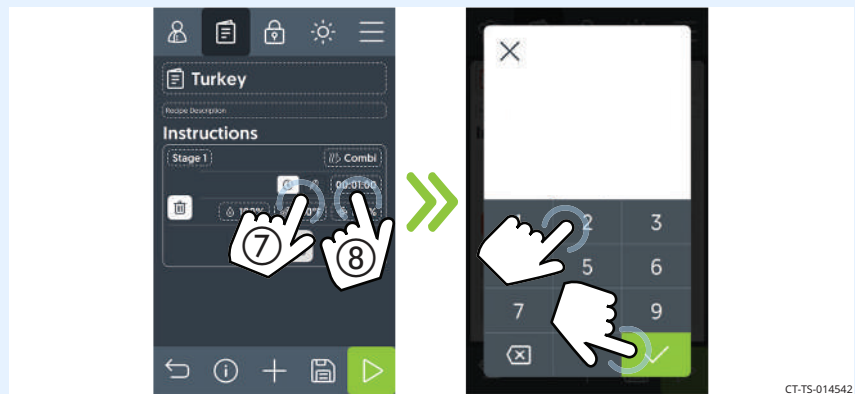 Turkey
Recipe Description
Instructions
Stage 1
Combi
00:01:00
7
8
2
3
5
6
7
9
CT-TS-014542